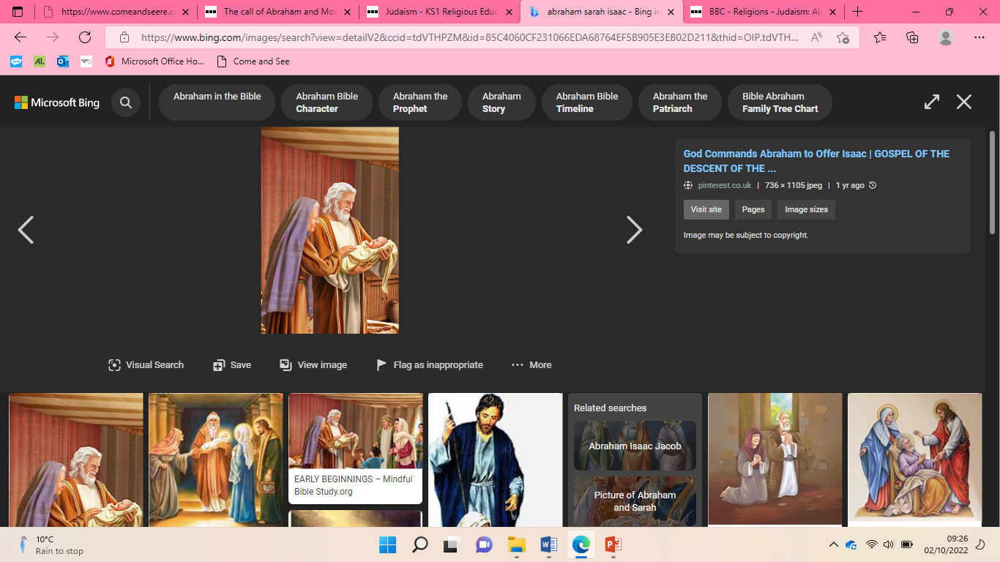 https://www.comeandseere.c
The call of Abraham and Mos
Judaism - KS1 Religious Educ
abraham sarah isaac - Bing in
BBC - Religions - Judaism: Ab
https://www.bing.com/images/search?view=detailV2&ccid=tdVTHPZM&id=85C4060CF231066EDA68764EF5B905E3EB02D211&thid=OIP.tdVTH...
Microsoft Office Ho...
Come and See
Microsoft Bing
Abraham in the Bible
Abraham Bible
Character
Abraham the
Prophet
Abraham
Story
Abraham Bible
Timeline
Abraham the
Patriarch
Bible Abraham
Family Tree Chart
God Commands Abraham to Offer Isaac | GOSPEL OF THE
DESCENT OF THE ...
pinterest.co.uk | 736 × 1105 jpeg | 1 yr ago
Visit site
Pages
Image sizes
Image may be subject to copyright.
Visual Search
Save
View image
Flag as inappropriate
More
EARLY BEGINNINGS – Mindful
Bible Study.org
Related searches
Abraham Isaac Jacob
Picture of Abraham
and Sarah
10°C
Rain to stop
09:26
02/10/2022